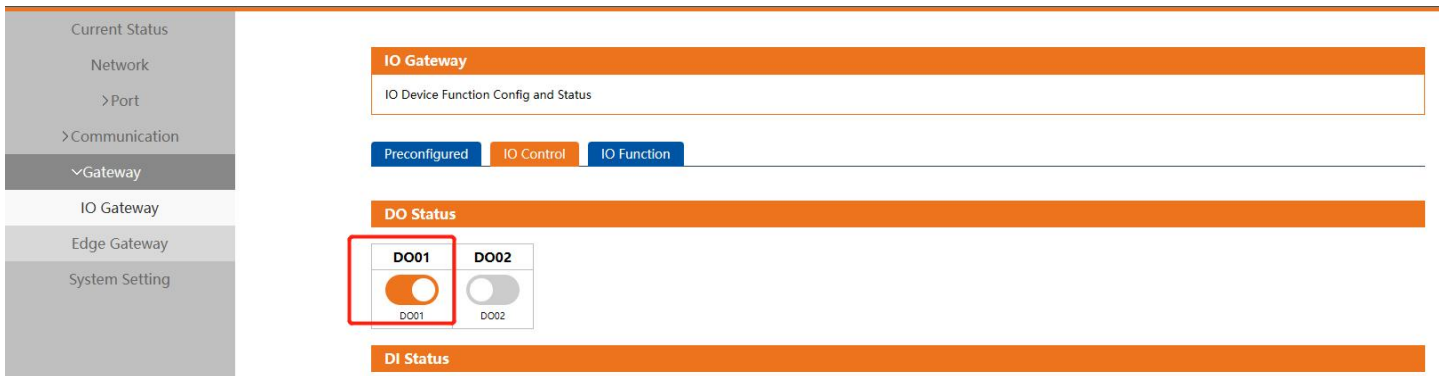 Current Status
Network
>Port
>Communication
Gateway
IO Gateway
Edge Gateway
System Setting
IO Gateway
IO Device Function Config and Status
Preconfigured IO Control IO Function
DO Status
DO01 DO02
DO01 DO02
DI Status